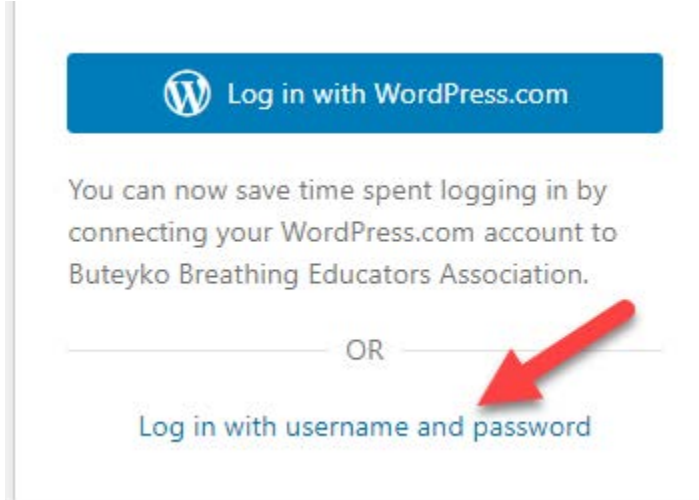 Log in with WordPress.com
You can now save time spent logging in by
connecting your WordPress.com account to
Buteyko Breathing Educators Association.
OR
Log in with username and password